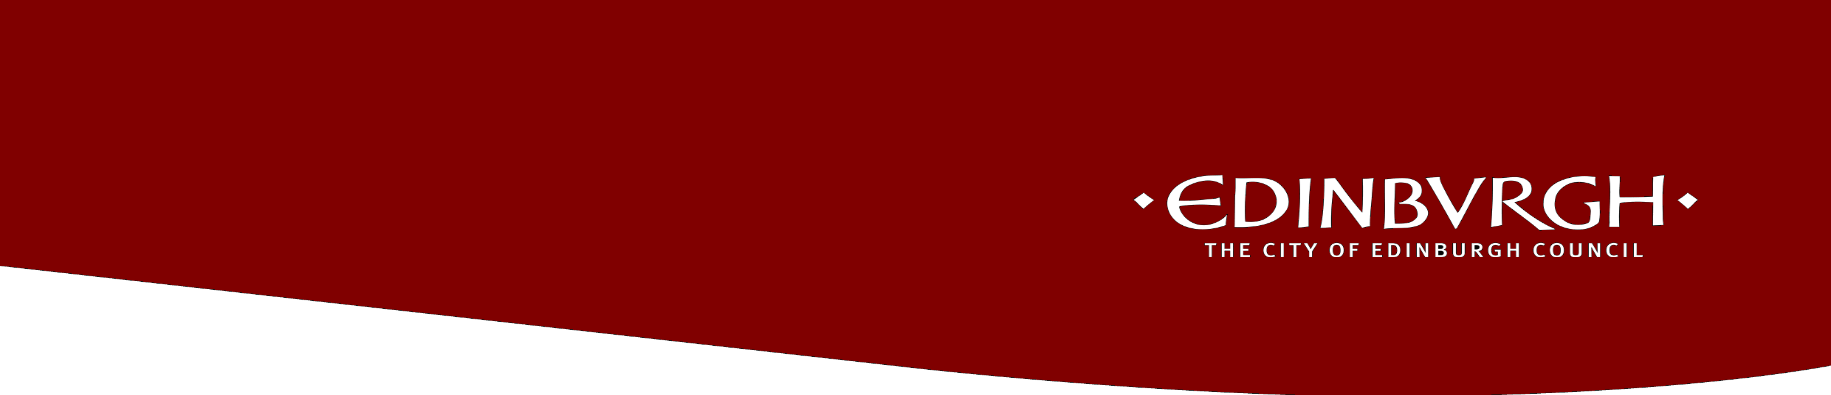 EDINBVRGH
THE CITY OF EDINBURGH COUNCIL